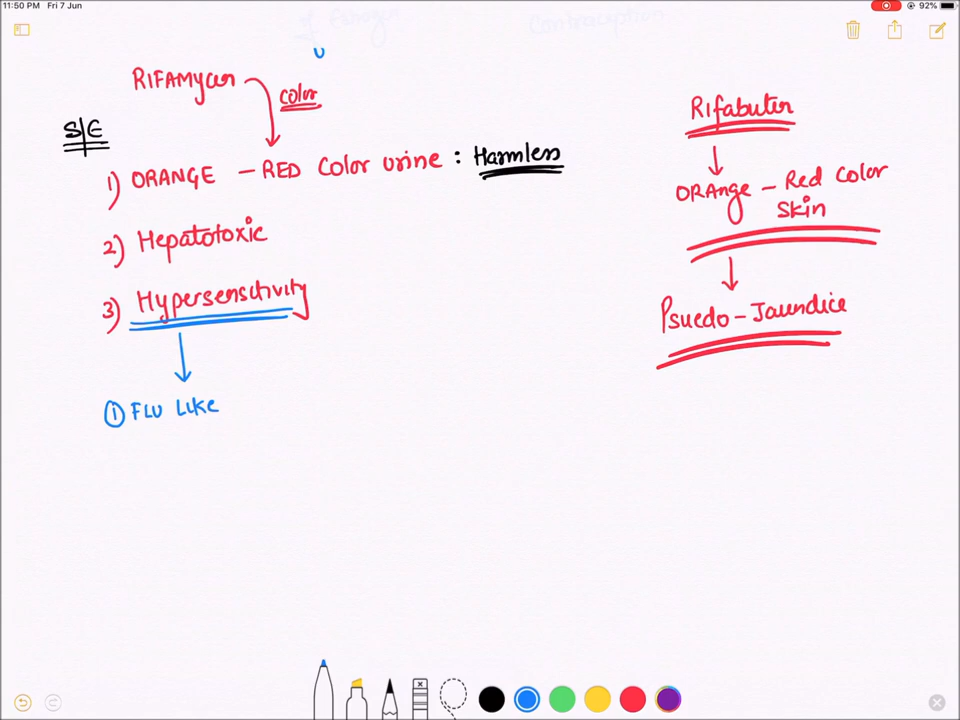 11:50 PM Fri 7 Jun
92%
Contraception
RIFAMycin
color
S/E
1) ORANGE - RED Color urine : Harmless
2) Hepatotoxic
3) Hypersensitivity
① FLU LIKE
Rifabutin
ORAnge - Red Color
Skin
Psuedo - Jaundice